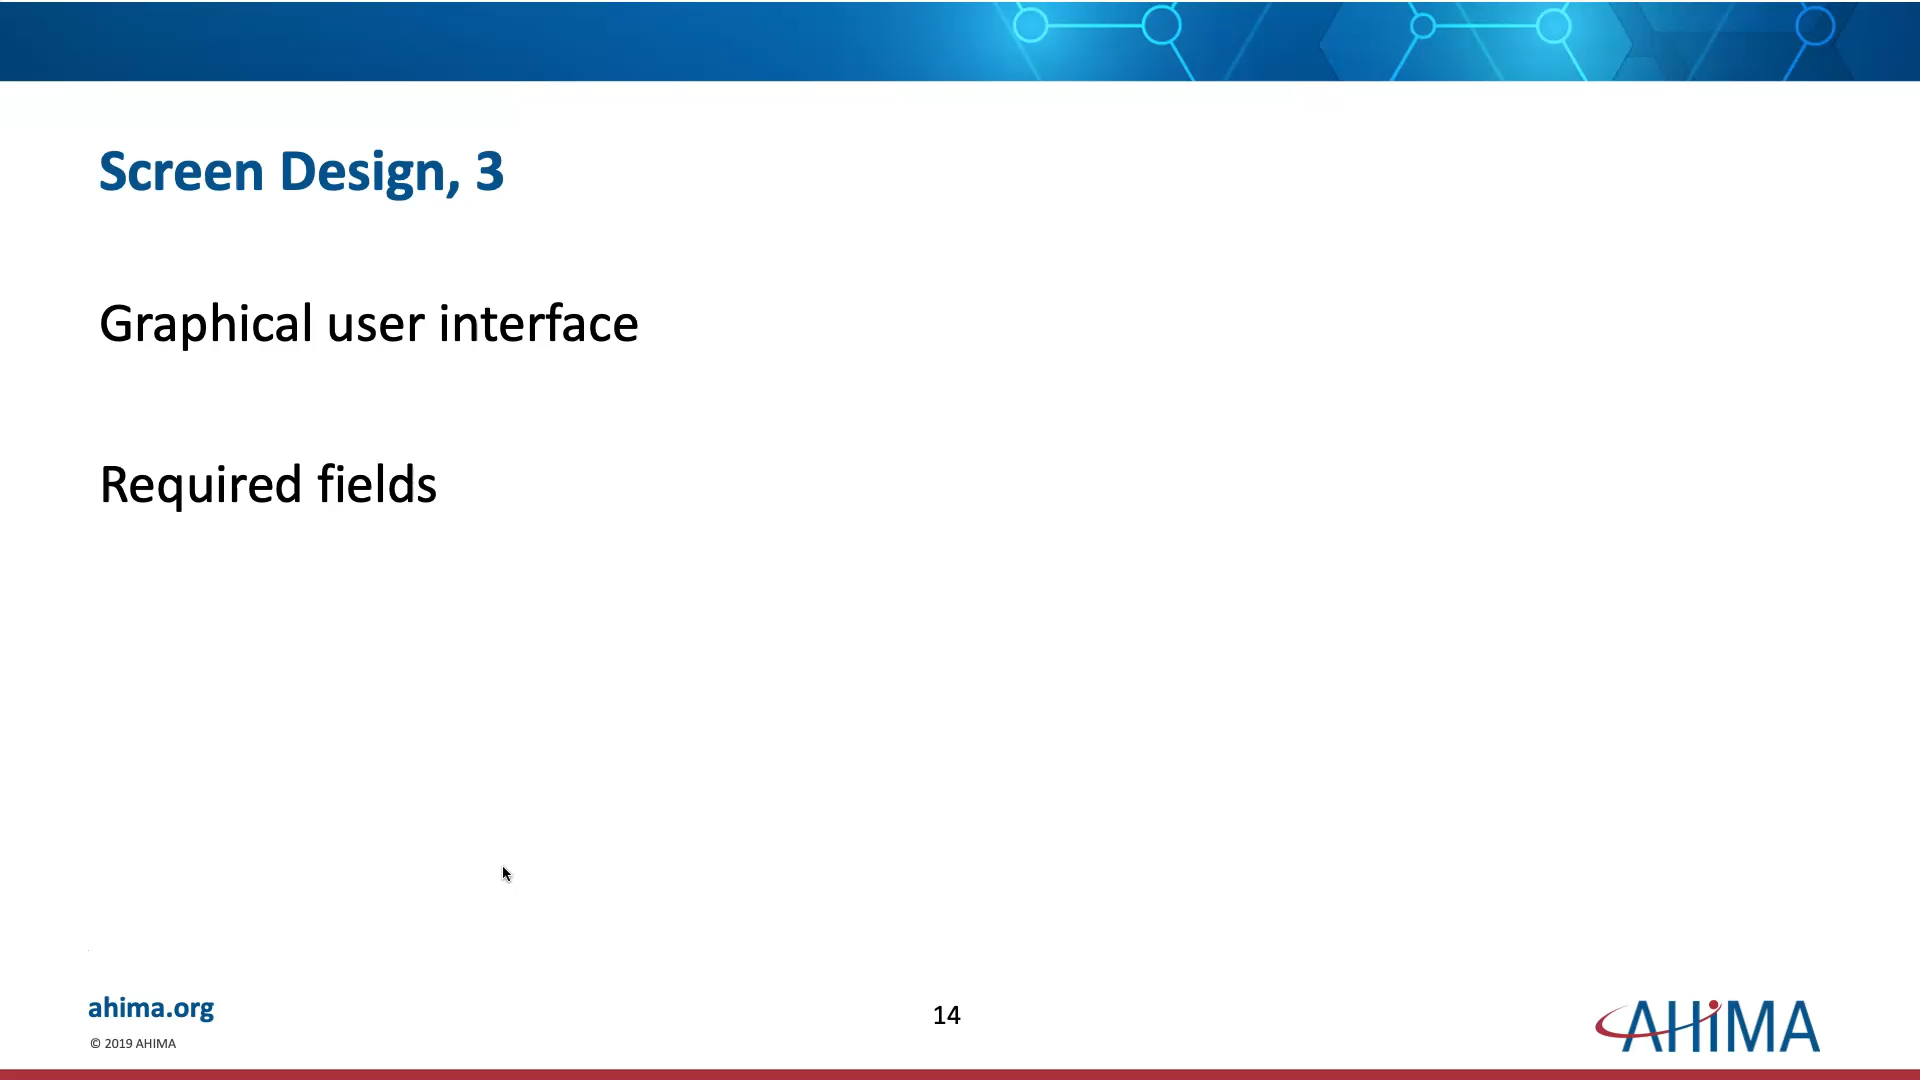 Screen Design, 3
Graphical user interface
Required fields
ahima.org
14
© 2019 AHIMA
AHiMA